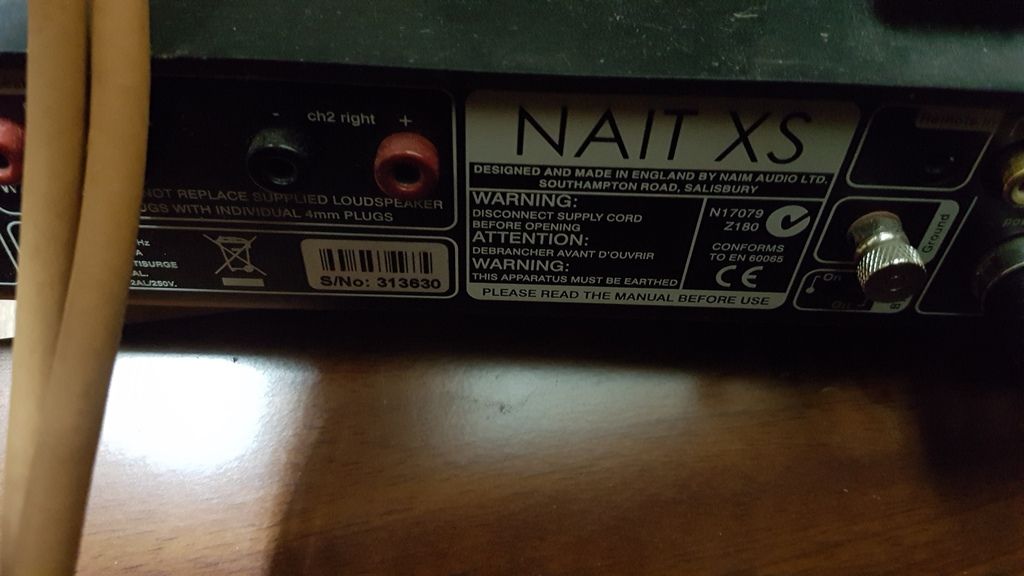 - ch2 right +
NOT REPLACE SUPPLIED LOUDSPEAKER
WITH INDIVIDUAL 4mm PLUGS
Hz
S/No: 313630
NAIT XS
DESIGNED AND MADE IN ENGLAND BY NAIM AUDIO LTD.
SOUTHAMPTON ROAD, SALISBURY
WARNING:
DISCONNECT SUPPLY CORD
BEFORE OPENING
ATTENTION:
DEBRANCHER AVANT D'OUVRIR
WARNING:
THIS APPARATUS MUST BE EARTHED
N17079
Z180
CONFORMS
TO EN 60065
CE
PLEASE READ THE MANUAL BEFORE USE
Remote in
Ground
On